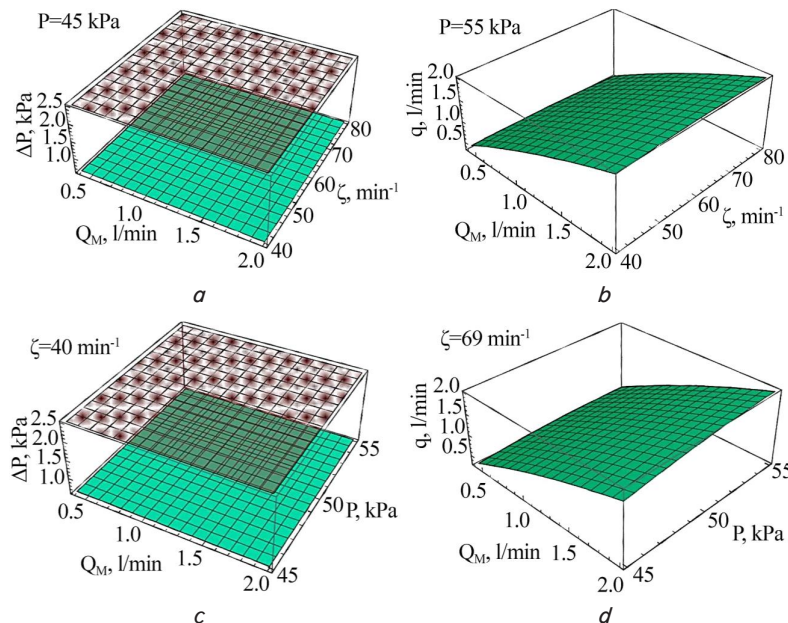 P=45 kPa
ΔP, kPa
2.5
2.0
1.5
1.0
0.5
1.0
1.5
2.0
Q_M, l/min
40
50
60
70
80
ζ, min⁻¹
a
P=55 kPa
q, l/min
2.0
1.5
1.0
0.5
0.5
1.0
1.5
2.0
Q_M, l/min
40
50
60
70
80
ζ, min⁻¹
b
ζ=40 min⁻¹
ΔP, kPa
2.5
2.0
1.5
1.0
0.5
1.0
1.5
2.0
Q_M, l/min
45
50
55
P, kPa
c
ζ=69 min⁻¹
q, l/min
2.0
1.5
1.0
0.5
0.5
1.0
1.5
2.0
Q_M, l/min
45
50
55
P, kPa
d